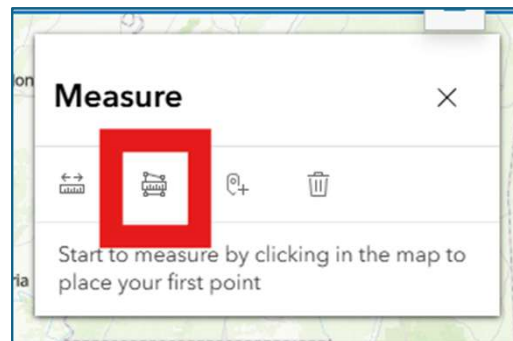 Measure
Start to measure by clicking in the map to
place your first point